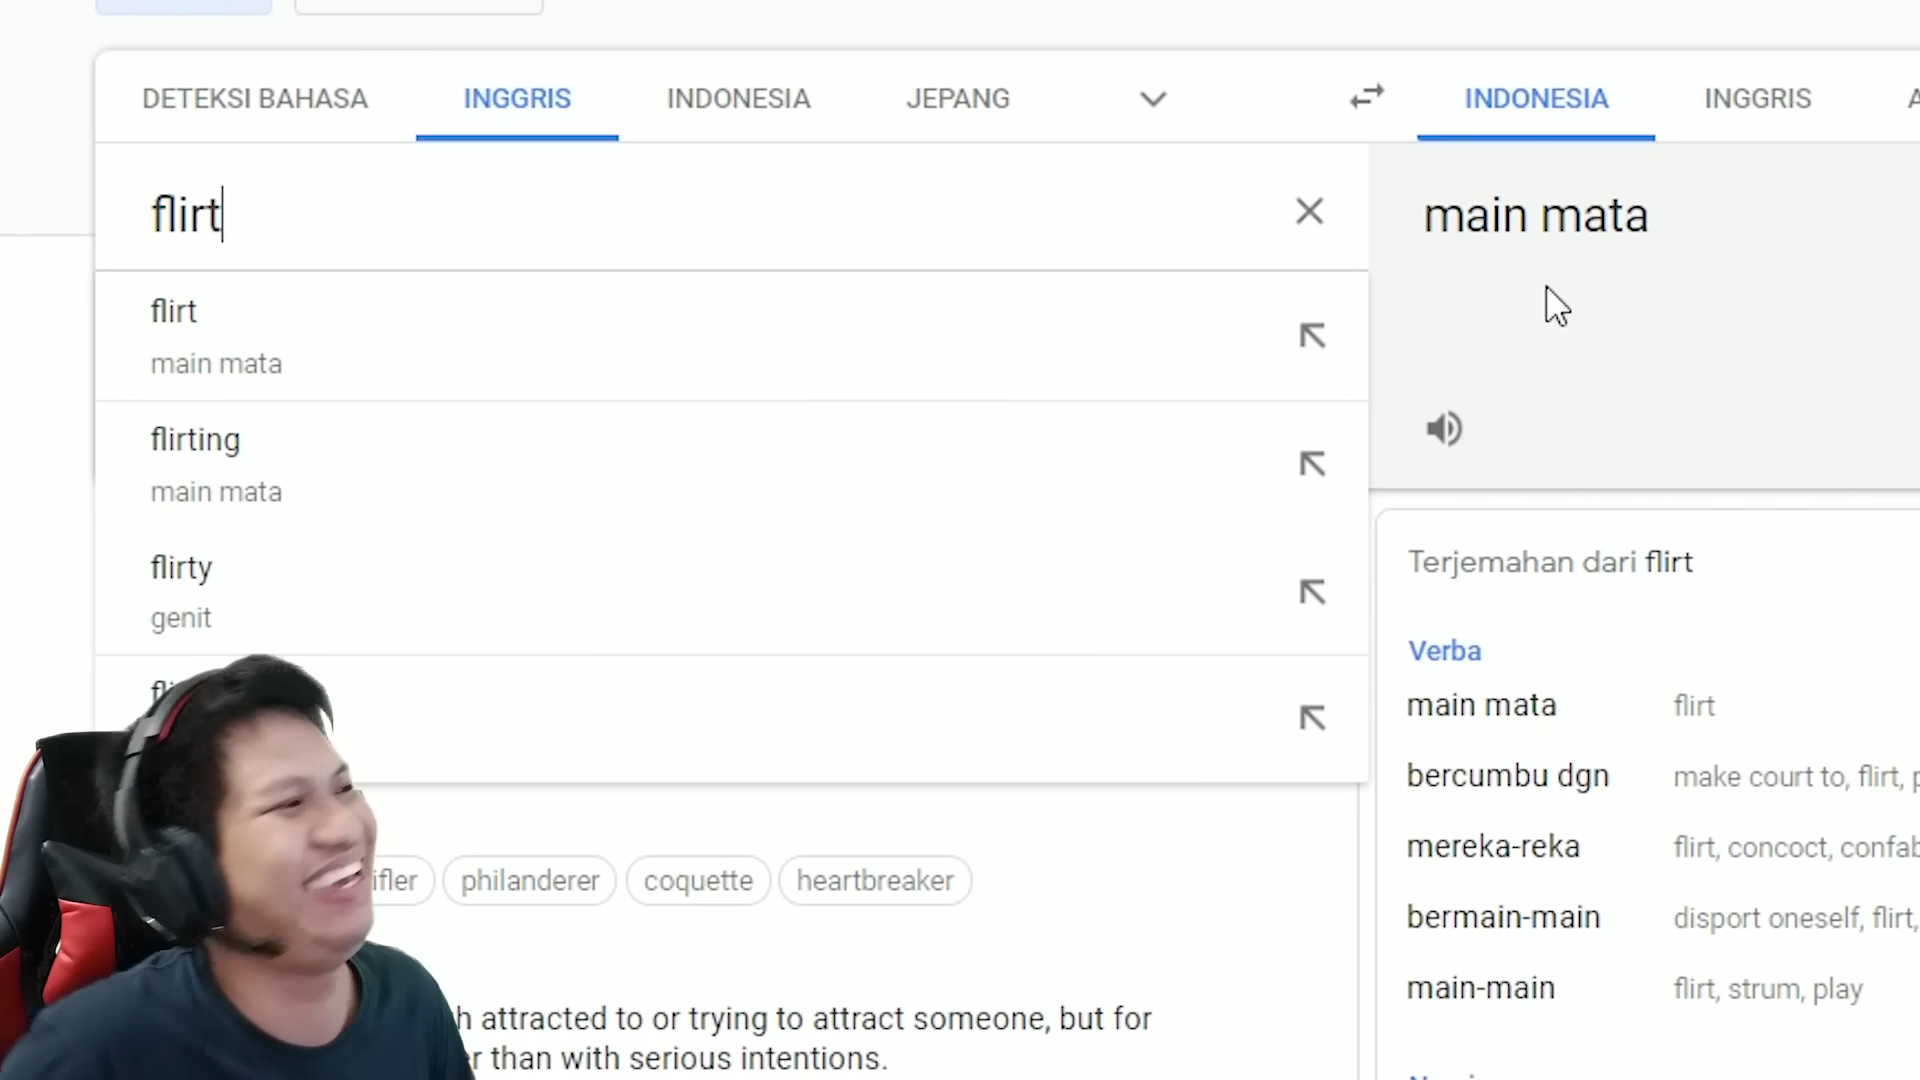 DETEKSI BAHASA INGGRIS INDONESIA JEPANG INDONESIA INGGRIS
flirt
main mata
flirt
main mata
flirting
main mata
flirty
genit
philanderer coquette heartbreaker
attracted to or trying to attract someone, but for
than with serious intentions.
Terjemahan dari flirt
Verba
main mata flirt
bercumbu dgn make court to, flirt,
mereka-reka flirt, concoct,
bermain-main disport oneself, flirt,
main-main flirt, strum, play